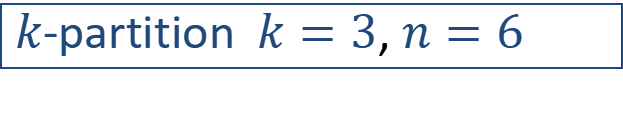 k-partition k = 3, n = 6